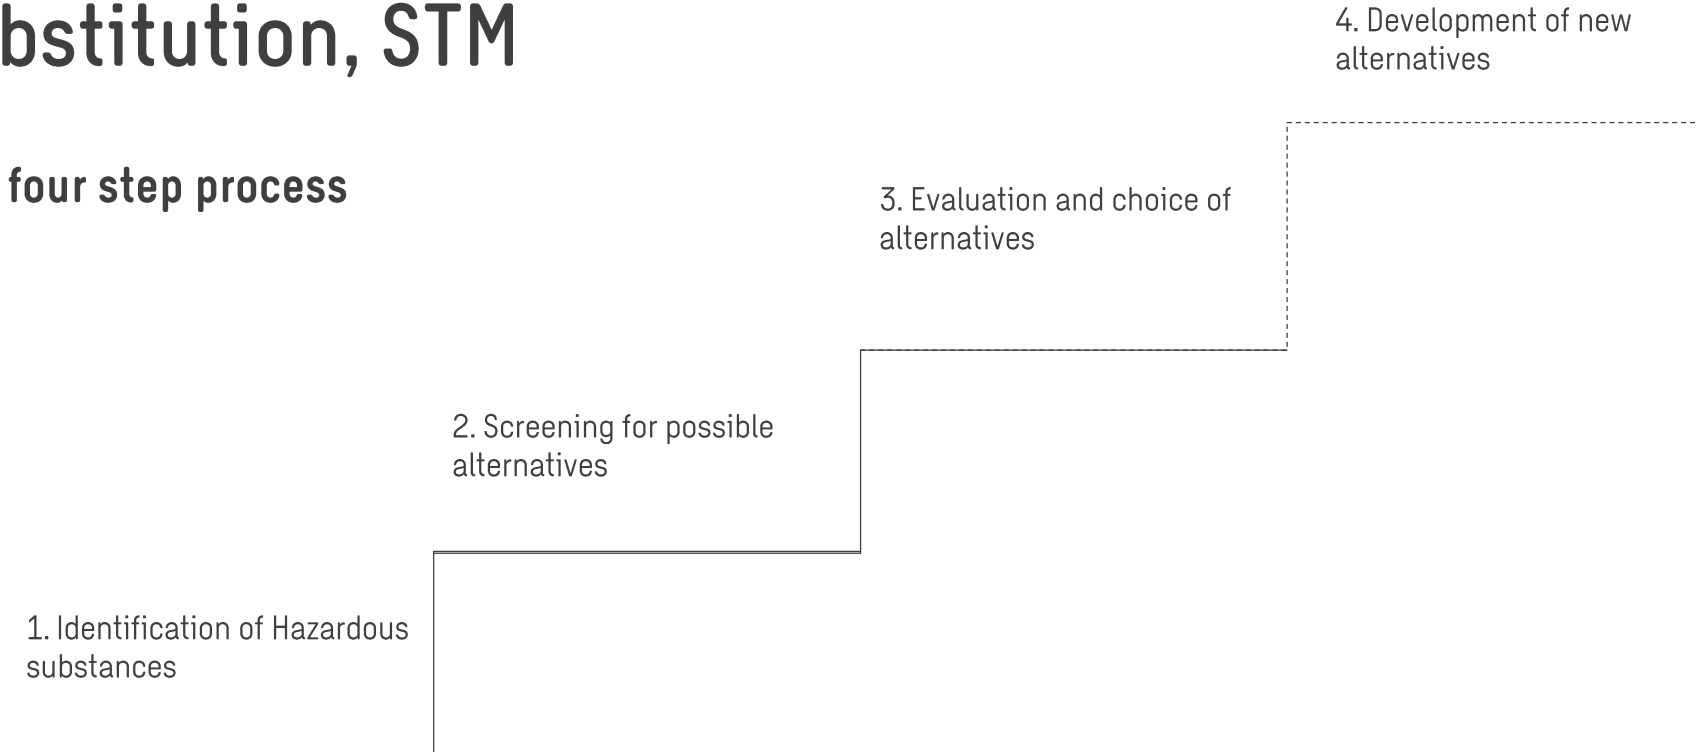 bstitution, STM
four step process
4. Development of new
alternatives
3. Evaluation and choice of
alternatives
2. Screening for possible
alternatives
1. Identification of Hazardous
substances